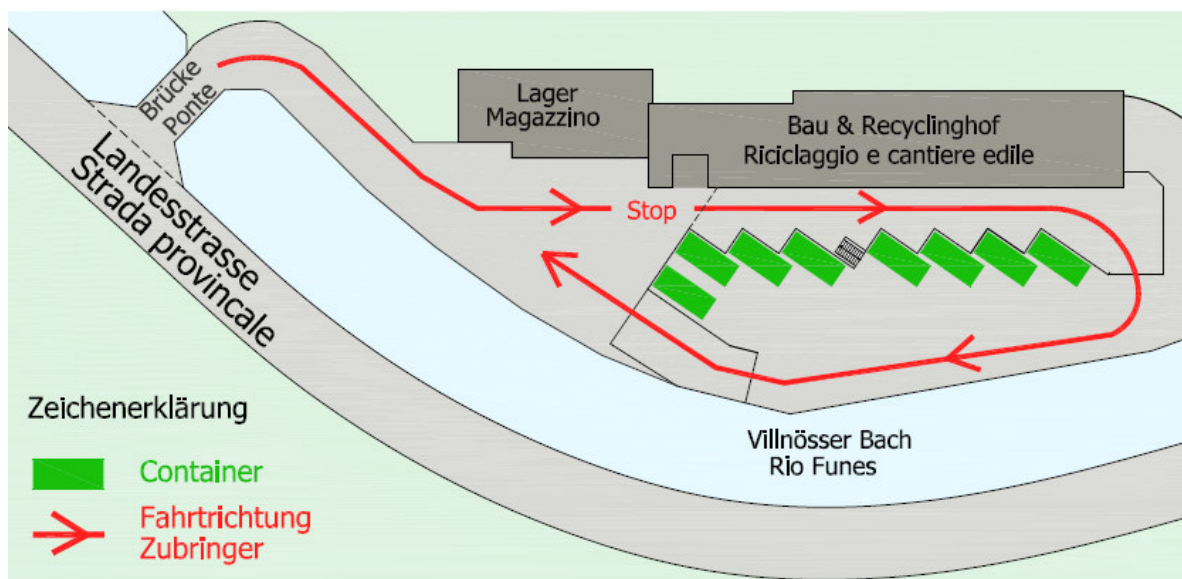 Brücke
Ponte
Landesstrasse
Strada provincale
Lager
Magazzino
Bau & Recyclinghof
Riciclaggio e cantiere edile
Stop
Villnösser Bach
Rio Funes
Zeichenerklärung
Container
Fahrtrichtung
Zubringer